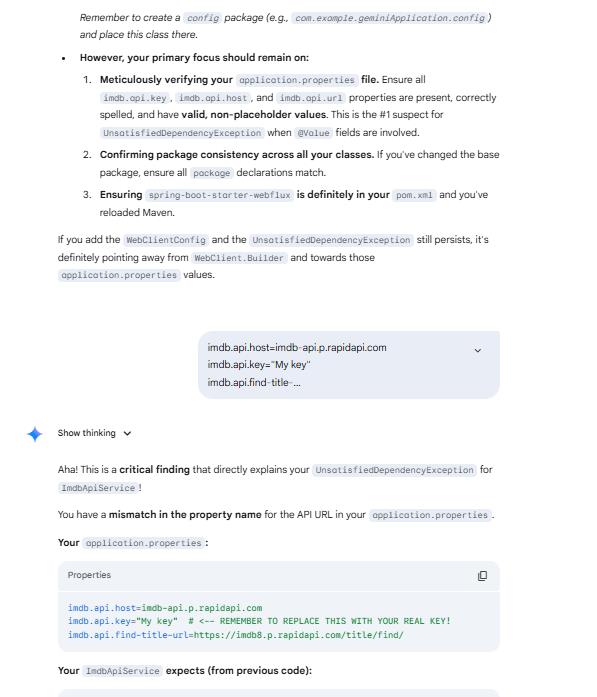 Remember to create a config package (e.g., com.example.geminiApplication.config)
and place this class there.
• However, your primary focus should remain on:
1. Meticulously verifying your application.properties file. Ensure all
imdb.api.key, imdb.api.host, and imdb.api.url properties are present, correctly
spelled, and have valid, non-placeholder values. This is the #1 suspect for
UnsatisfiedDependencyException when @Value fields are involved.
2. Confirming package consistency across all your classes. If you've changed the base
package, ensure all package declarations match.
3. Ensuring spring-boot-starter-webflux is definitely in your pom.xml and you've
reloaded Maven.
If you add the WebClientConfig and the UnsatisfiedDependencyException still persists, it's
definitely pointing away from WebClient.Builder and towards those
application.properties values.
imdb.api.host=imdb-api.p.rapidapi.com
imdb.api.key="My key"
imdb.api.find-title-...
Show thinking
Aha! This is a critical finding that directly explains your UnsatisfiedDependencyException for
ImdbApiService!
You have a mismatch in the property name for the API URL in your application.properties.
Your application.properties:
Properties
imdb.api.host=imdb-api.p.rapidapi.com
imdb.api.key="My key"  # <-- REMEMBER TO REPLACE THIS WITH YOUR REAL KEY!
imdb.api.find-title-url=https://imdb8.p.rapidapi.com/title/find/
Your ImdbApiService expects (from previous code):